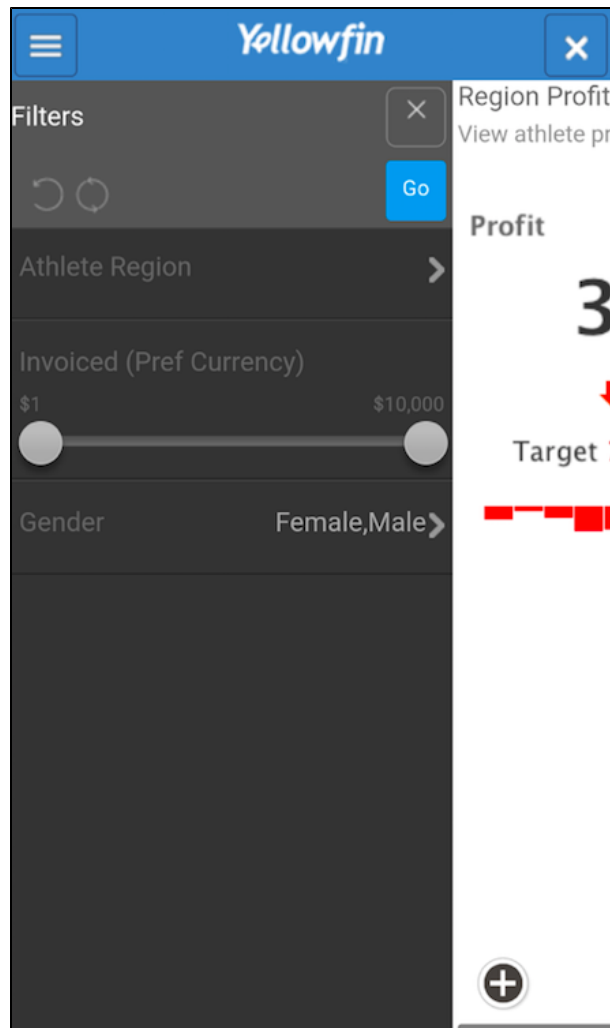 Yellowfin
Filters
Go
Athlete Region
Invoiced (Pref Currency)
$1 $10,000
Gender Female,Male
Region Profit
View athlete
Profit
3
Target